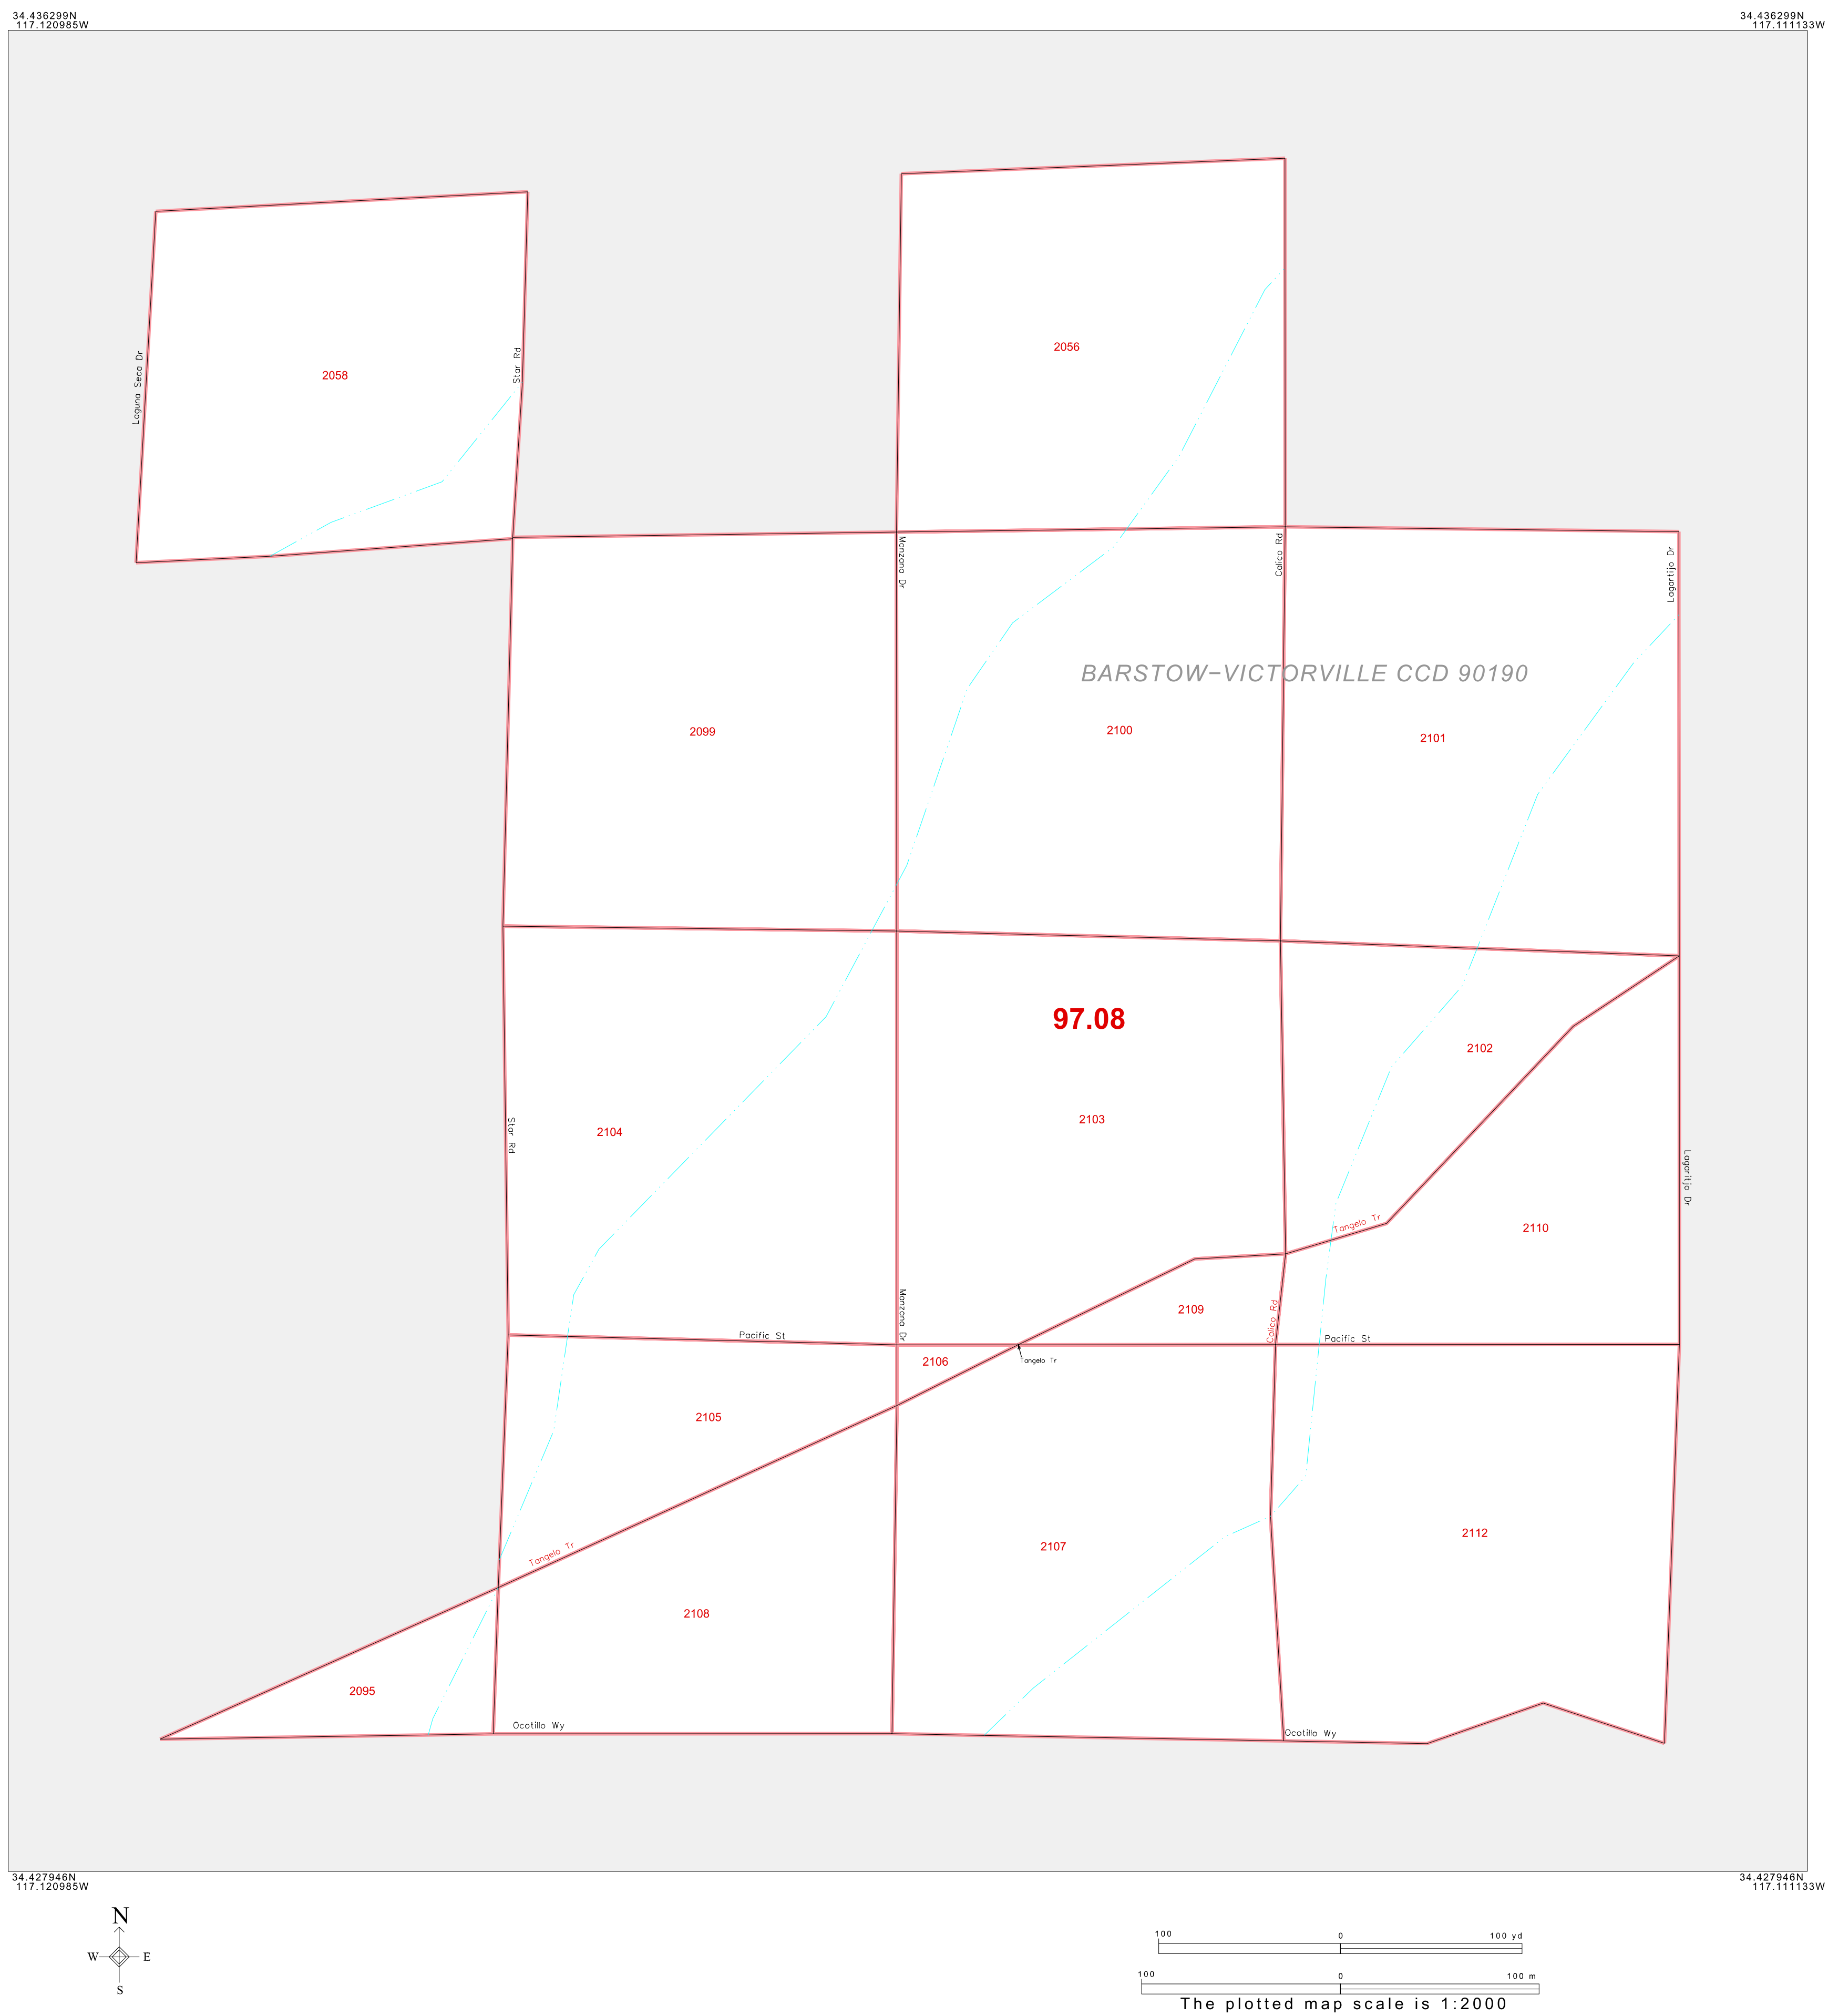 34.436299N
117.120985W
34.436299N
117.111133W
2056
2058
Laguna Seca Dr
Star Rd
Manzana Dr
Calico Rd
Lagartijo Dr
BARSTOW−VICTORVILLE CCD 90190
2099
2100
2101
97.08
2102
2103
2104
Star Rd
Lagaritjo Dr
Tangelo Tr
2110
Manzana Dr
2109
Calico Rd
Pacific St
Pacific St
2106
Tangelo Tr
2105
2112
2107
Tangelo Tr
2108
2095
Ocotillo Wy
Ocotillo Wy
34.427946N
117.120985W
34.427946N
117.111133W
N
W E
S
100 0 100 yd
100 0 100 m
The plotted map scale is 1:2000